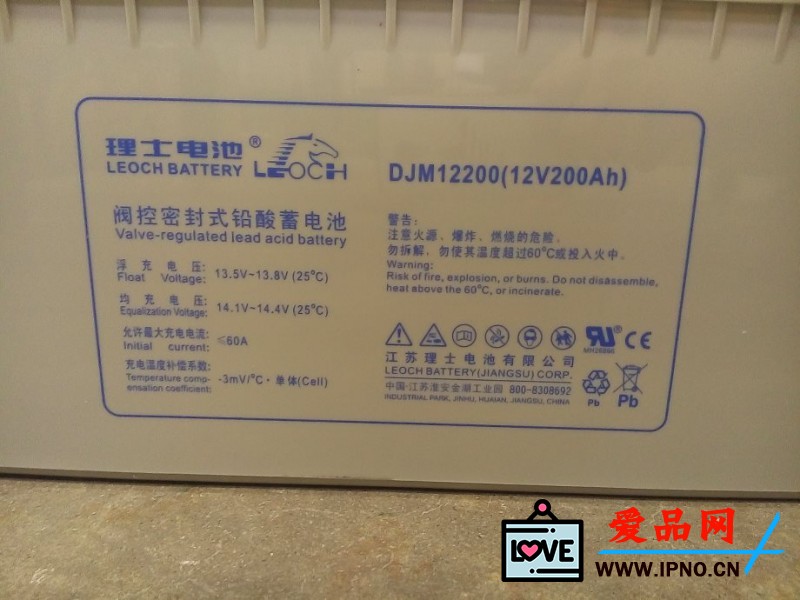 理士电池®
LEOCH BATTERY
LEOCH
DJM12200(12V200Ah)
阀控密封式铅酸蓄电池
Valve-regulated lead acid battery
浮充电压:
Float Voltage: 13.5V~13.8V (25°C)
均充电压:
Equalization Voltage: 14.1V~14.4V (25°C)
允许最大充电电流:
Initial current: ≤60A
充电温度补偿系数:
Temperature comp-
ensation coefficient: -3mV/°C·单体(Cell)
警告:
注意火源、爆炸、燃烧的危险。
勿拆解，勿使其温度超过60°C或投入火中。
Warning:
Risk of fire, explosion, or burns. Do not disassemble,
heat above the 60°C, or incinerate.
CE
江苏理士电池有限公司
LEOCH BATTERY(JIANGSU) CORP.
中国·江苏淮安金湖工业园 800-8308692
INDUSTRIAL PARK, JINHU, HUAIAN, JIANGSU, CHINA
Pb
Pb
LOVE
爱品网
WWW.IPNO.CN